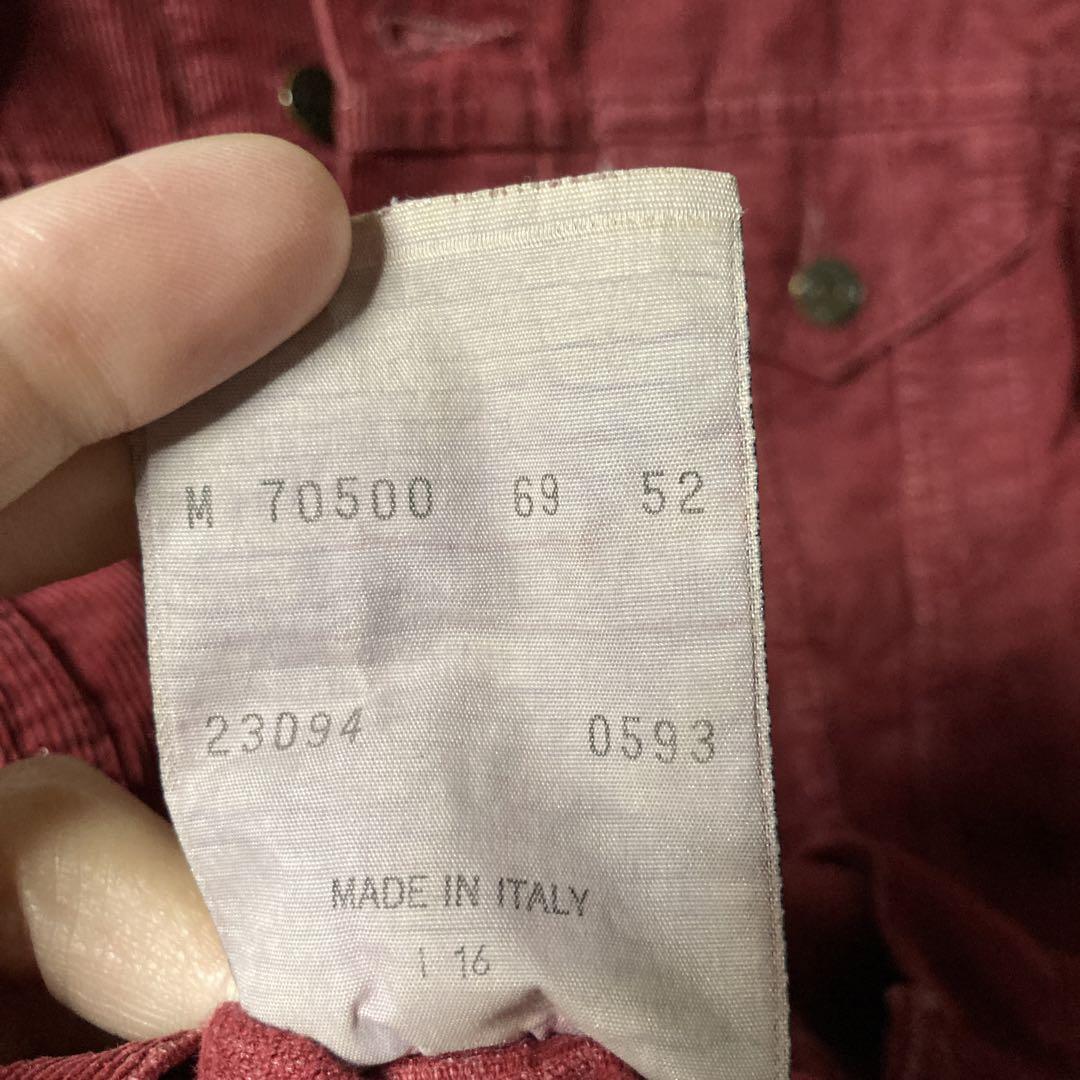 M 70500 69 52
23094 0593
MADE IN ITALY
I 16